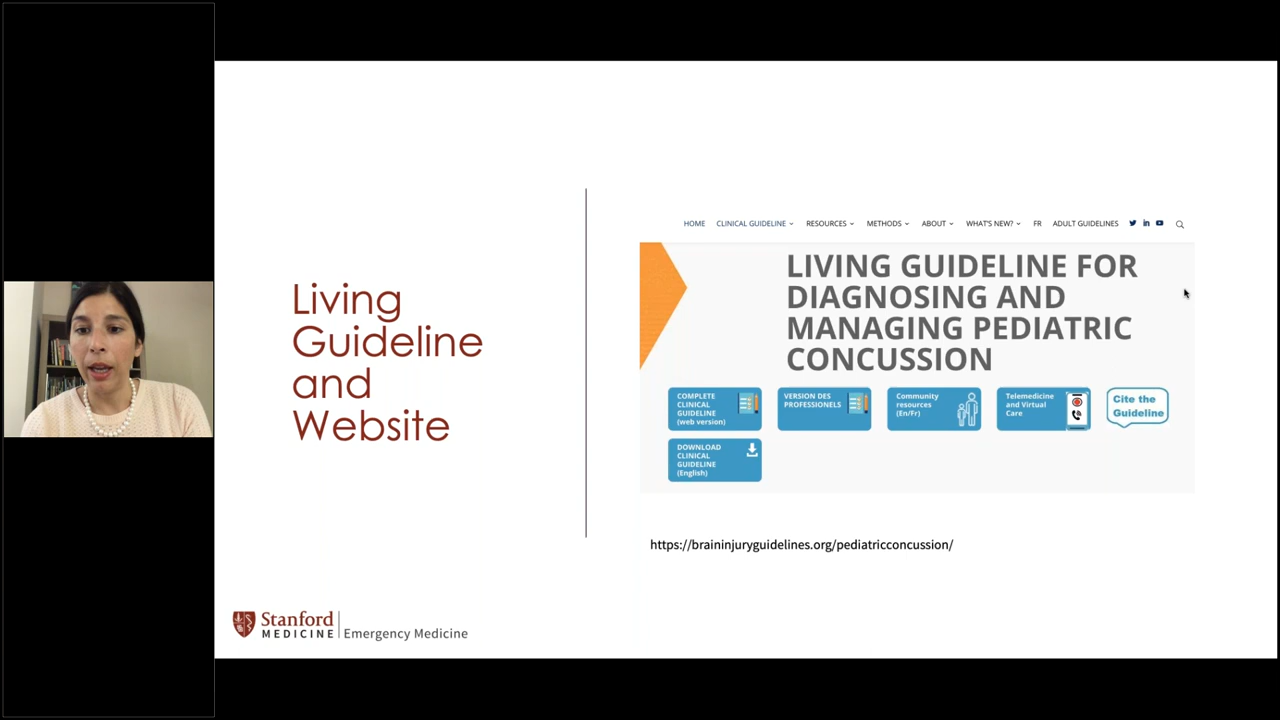 Living
Guideline
and
Website
HOME CLINICAL GUIDELINE RESOURCES METHODS ABOUT WHAT'S NEW? FR ADULT GUIDELINES
LIVING GUIDELINE FOR
DIAGNOSING AND
MANAGING PEDIATRIC
CONCUSSION
COMPLETE
CLINICAL
GUIDELINE
(web version)
VERSION DES
PROFESSIONELS
Community
resources
(En/Fr)
Telemedicine
and Virtual
Care
Cite the
Guideline
DOWNLOAD
CLINICAL
GUIDELINE
(English)
https://braininjuryguidelines.org/pediatricconcussion/
Stanford
MEDICINE
Emergency Medicine